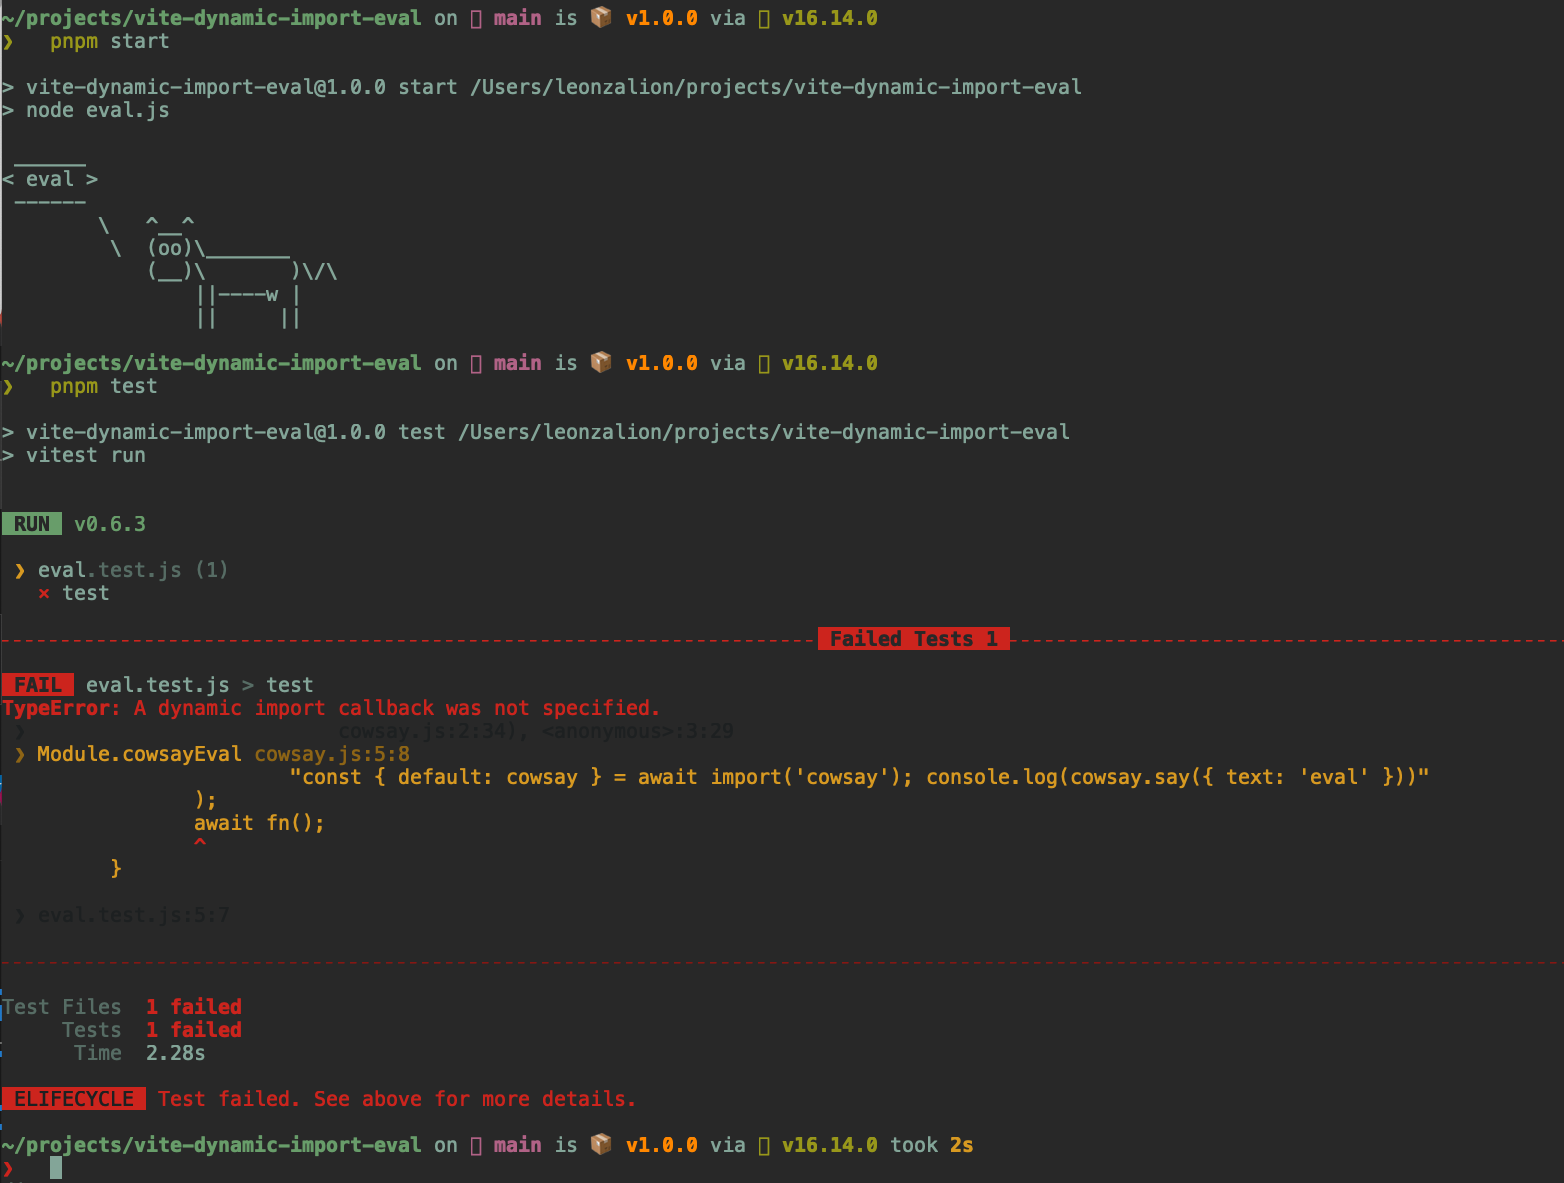 ~/projects/vite-dynamic-import-eval on main is 📦 v1.0.0 via v16.14.0
❯ pnpm start
> vite-dynamic-import-eval@1.0.0 start /Users/leonzalion/projects/vite-dynamic-import-eval
> node eval.js
 ______
< eval >
 ------
        \   ^__^
         \  (oo)\_______
            (__)\       )\/\
                ||----w |
                ||     ||
~/projects/vite-dynamic-import-eval on main is 📦 v1.0.0 via v16.14.0
❯ pnpm test
> vite-dynamic-import-eval@1.0.0 test /Users/leonzalion/projects/vite-dynamic-import-eval
> vitest run
RUN v0.6.3
❯ eval.test.js (1)
× test
Failed Tests 1
FAIL eval.test.js > test
TypeError: A dynamic import callback was not specified.
❯ cowsay.js:2:34), <anonymous>:3:29
❯ Module.cowsayEval cowsay.js:5:8
"const { default: cowsay } = await import('cowsay'); console.log(cowsay.say({ text: 'eval' }))"
);
await fn();
^
}
❯ eval.test.js:5:7
Test Files 1 failed
Tests 1 failed
Time 2.28s
ELIFECYCLE Test failed. See above for more details.
~/projects/vite-dynamic-import-eval on main is 📦 v1.0.0 via v16.14.0 took 2s
❯